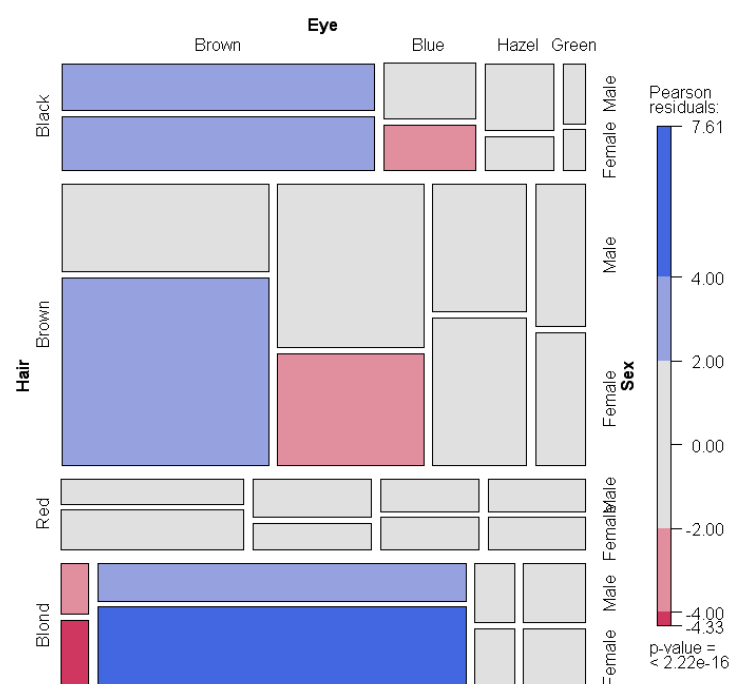 Eye
Brown Blue Hazel Green
Hair
Black
Brown
Red
Blond
Male
Female
Male
Female
Male
Female
Male
Female
Sex
Pearson
residuals:
7.61
4.00
2.00
0.00
-2.00
-4.00
-4.33
p-value =
< 2.22e-16